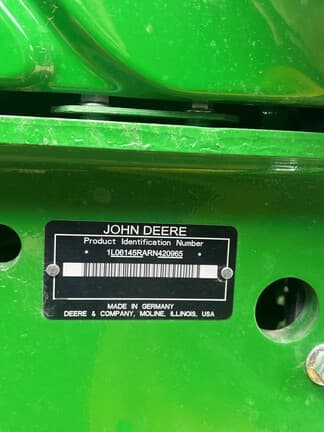 JOHN DEERE
Product Identification Number
* 1L06145RARN420965 *
MADE IN GERMANY
DEERE & COMPANY, MOLINE, ILLINOIS, USA